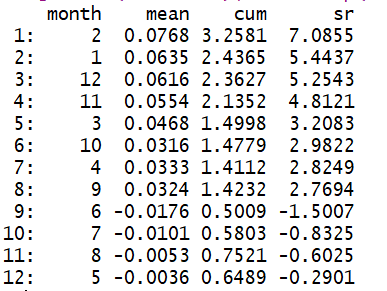 month mean cum sr
1: 2 0.0768 3.2581 7.0855
2: 1 0.0635 2.4365 5.4437
3: 12 0.0616 2.3627 5.2543
4: 11 0.0554 2.1352 4.8121
5: 3 0.0468 1.4998 3.2083
6: 10 0.0316 1.4779 2.9822
7: 4 0.0333 1.4112 2.8249
8: 9 0.0324 1.4232 2.7694
9: 6 -0.0176 0.5009 -1.5007
10: 7 -0.0101 0.5803 -0.8325
11: 8 -0.0053 0.7521 -0.6025
12: 5 -0.0036 0.6489 -0.2901